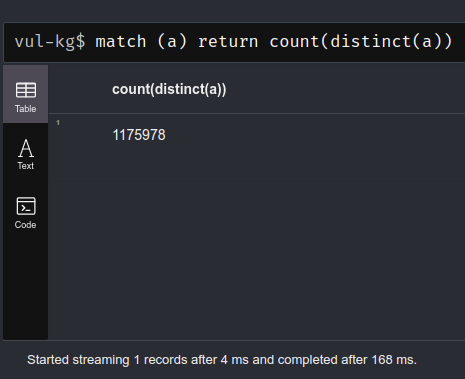 vul-kg$ match (a) return count(distinct(a))
Table
count(distinct(a))
1
1175978
A
Text
Code
Started streaming 1 records after 4 ms and completed after 168 ms.